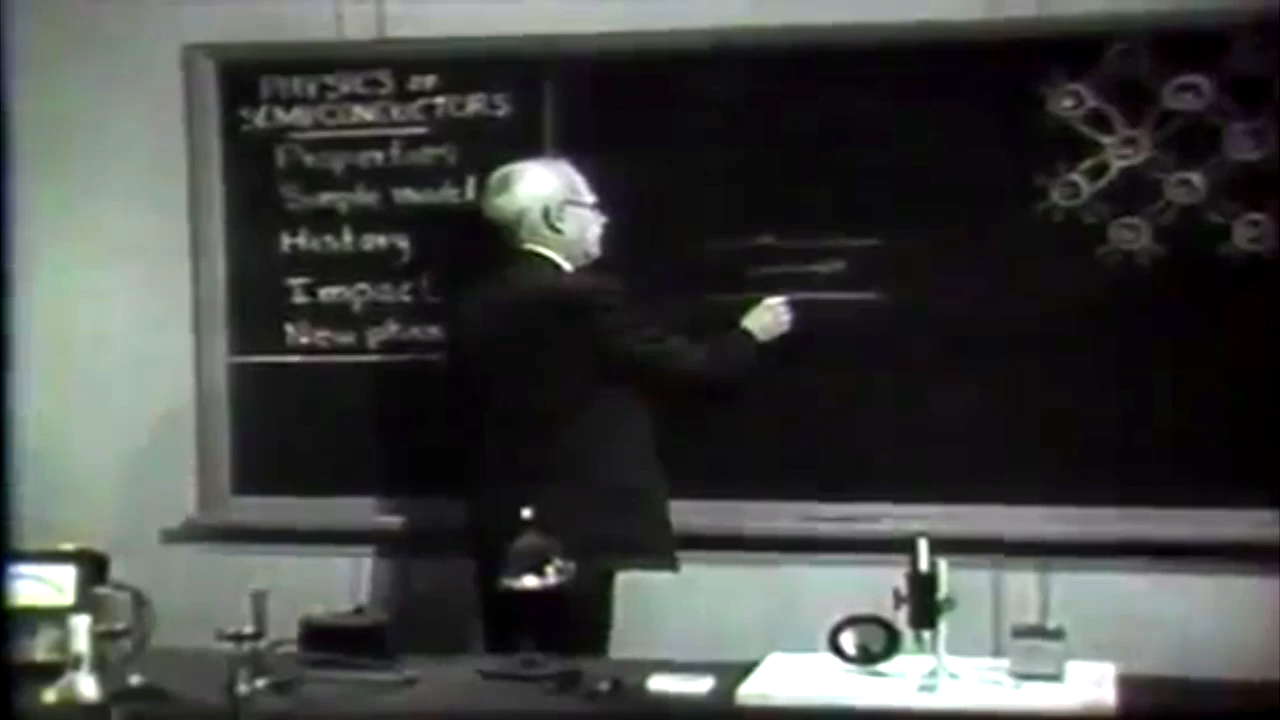 PHYSICS OF
SEMICONDUCTORS
Properties
Simple model
History
Impact
New